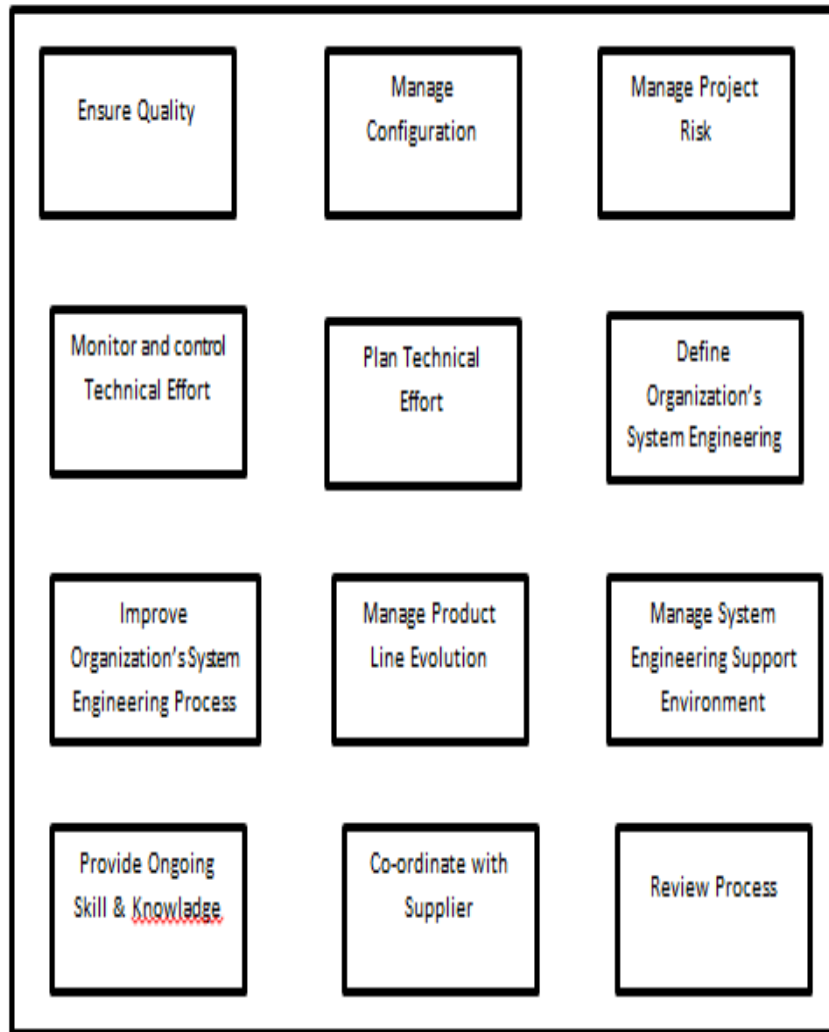 Ensure Quality
Manage
Configuration
Manage Project
Risk
Monitor and control
Technical Effort
Plan Technical
Effort
Define
Organization's
System Engineering
Improve
Organization's System
Engineering Process
Manage Product
Line Evolution
Manage System
Engineering Support
Environment
Provide Ongoing
Skill & Knowladge
Co-ordinate with
Supplier
Review Process